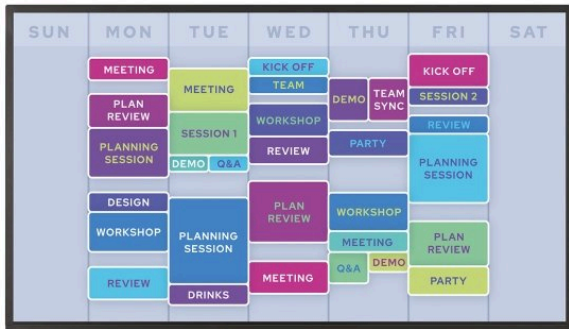 SUN MON TUE WED THU FRI SAT
MEETING
PLAN
REVIEW
PLANNING
SESSION
DESIGN
WORKSHOP
REVIEW
MEETING
SESSION 1
DEMO Q&A
PLANNING
SESSION
DRINKS
KICK OFF
TEAM
WORKSHOP
REVIEW
PLAN
REVIEW
MEETING
DEMO
TEAM
SYNC
PARTY
WORKSHOP
MEETING
Q&A DEMO
KICK OFF
SESSION 2
REVIEW
PLANNING
SESSION
PLAN
REVIEW
PARTY